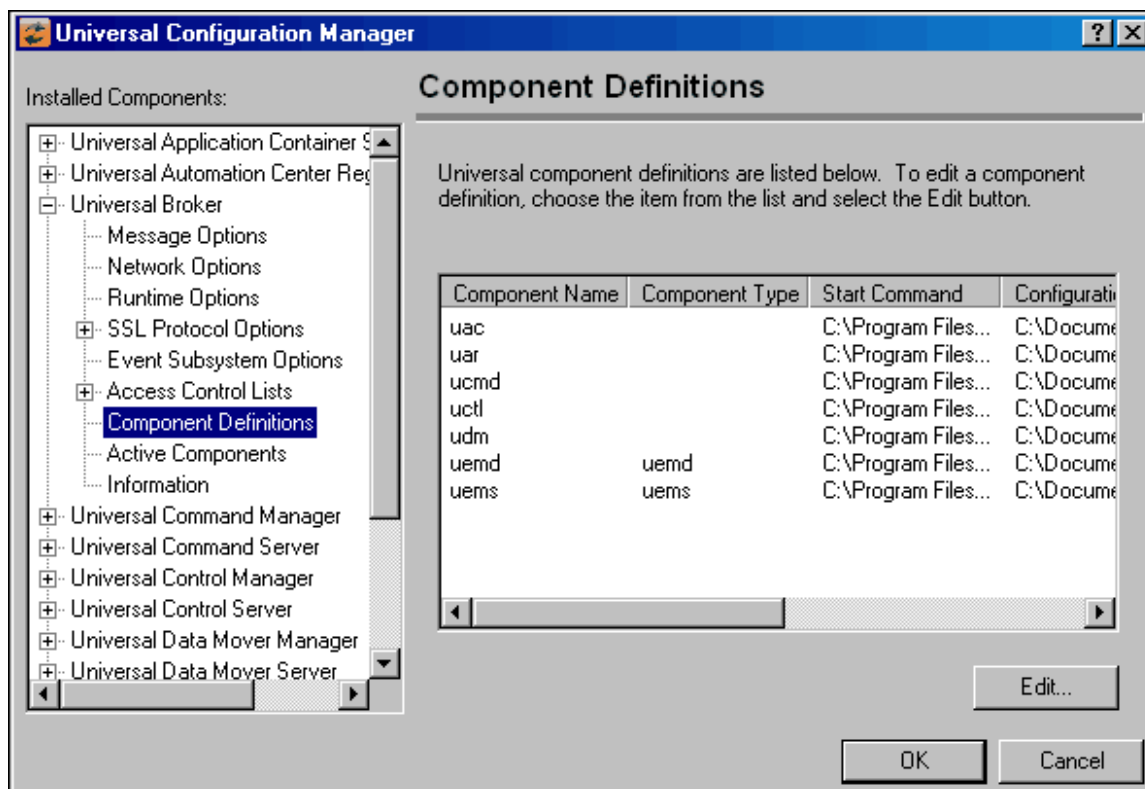 Universal Configuration Manager
Installed Components:
Universal Application Container S
Universal Automation Center Reg
Universal Broker
Message Options
Network Options
Runtime Options
SSL Protocol Options
Event Subsystem Options
Access Control Lists
Component Definitions
Active Components
Information
Universal Command Manager
Universal Command Server
Universal Control Manager
Universal Control Server
Universal Data Mover Manager
Universal Data Mover Server
Component Definitions
Universal component definitions are listed below. To edit a component
definition, choose the item from the list and select the Edit button.
Component Name Component Type Start Command Configurati
uac C:\Program Files... C:\Docume
uar C:\Program Files... C:\Docume
ucmd C:\Program Files... C:\Docume
uctl C:\Program Files... C:\Docume
udm C:\Program Files... C:\Docume
uemd uemd C:\Program Files... C:\Docume
uems uems C:\Program Files... C:\Docume
Edit...
OK Cancel